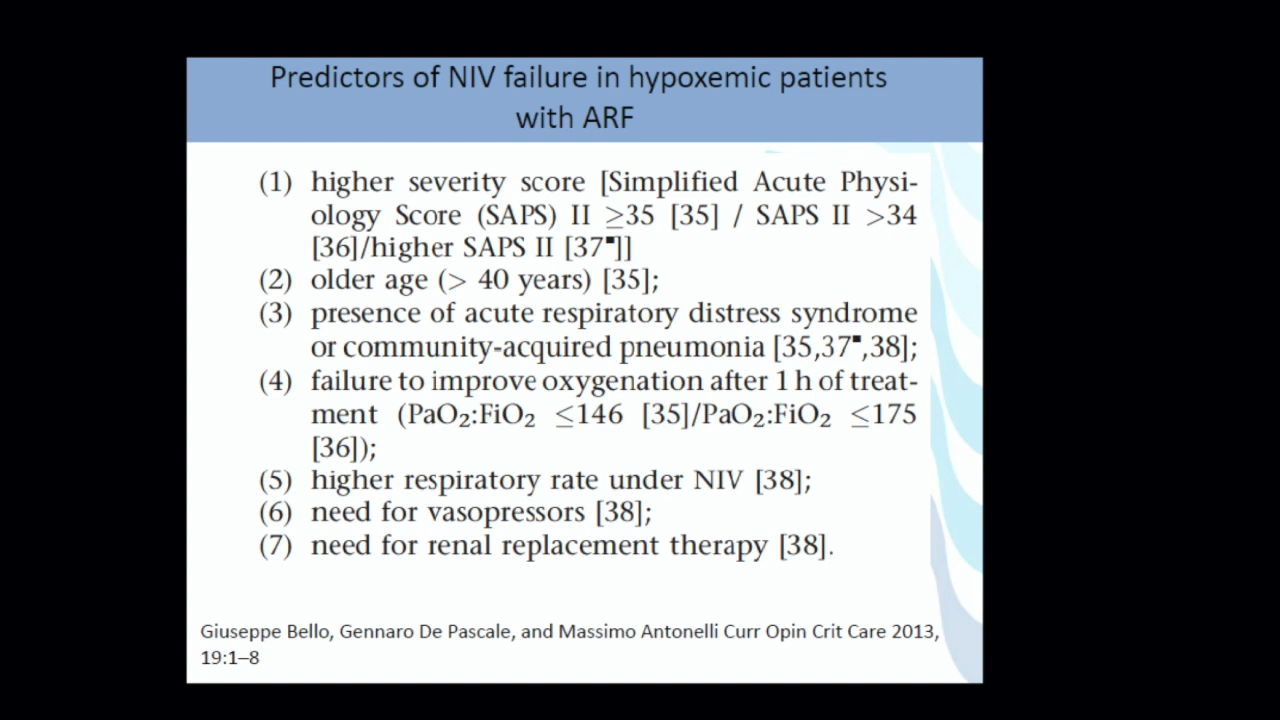 Predictors of NIV failure in hypoxemic patients
with ARF
(1) higher severity score [Simplified Acute Physi-
ology Score (SAPS) II ≥35 [35] / SAPS II >34
[36]/higher SAPS II [37▪]]
(2) older age (> 40 years) [35];
(3) presence of acute respiratory distress syndrome
or community-acquired pneumonia [35,37▪,38];
(4) failure to improve oxygenation after 1 h of treat-
ment (PaO₂:FiO₂ ≤146 [35]/PaO₂:FiO₂ ≤175
[36]);
(5) higher respiratory rate under NIV [38];
(6) need for vasopressors [38];
(7) need for renal replacement therapy [38].
Giuseppe Bello, Gennaro De Pascale, and Massimo Antonelli Curr Opin Crit Care 2013,
19:1–8